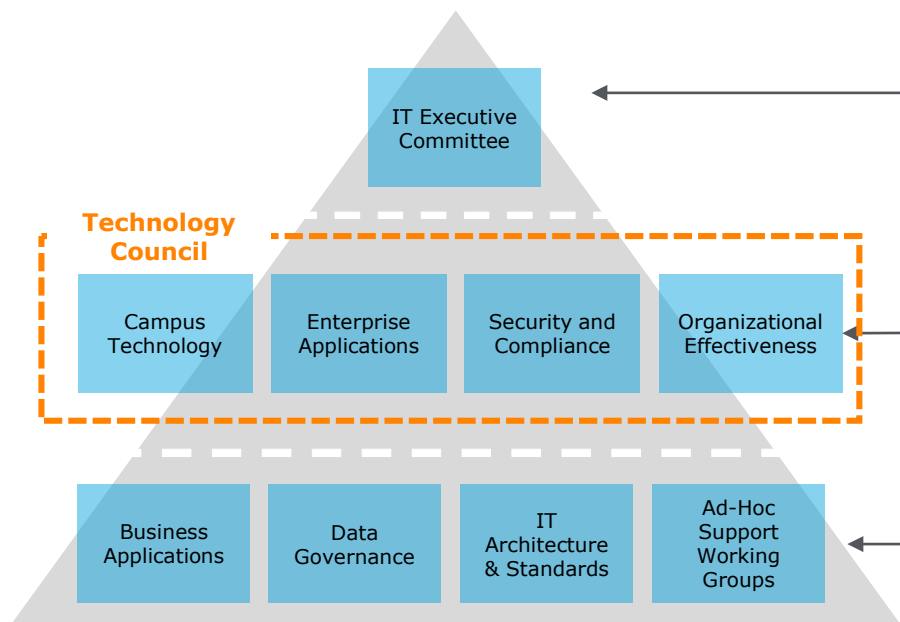 IT Executive
Committee
Technology
Council
Campus
Technology
Enterprise
Applications
Security and
Compliance
Organizational
Effectiveness
Business
Applications
Data
Governance
IT
Architecture
& Standards
Ad-Hoc
Support
Working
Groups